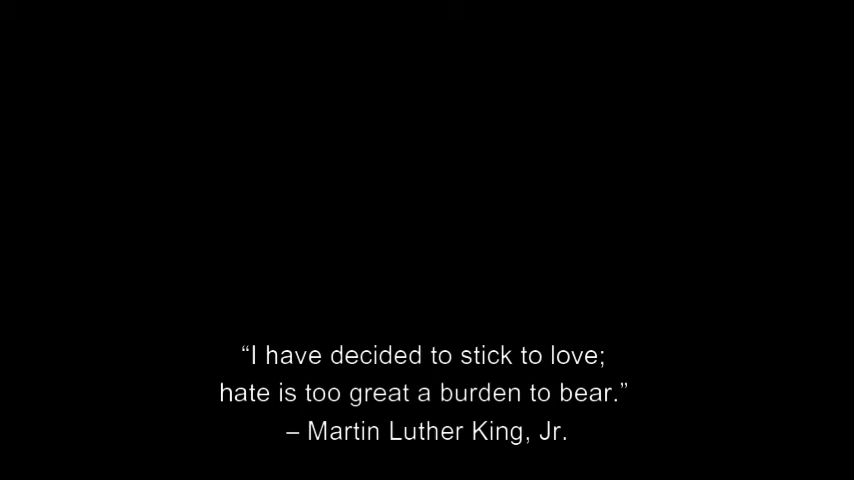 “I have decided to stick to love;
hate is too great a burden to bear.”
– Martin Luther King, Jr.